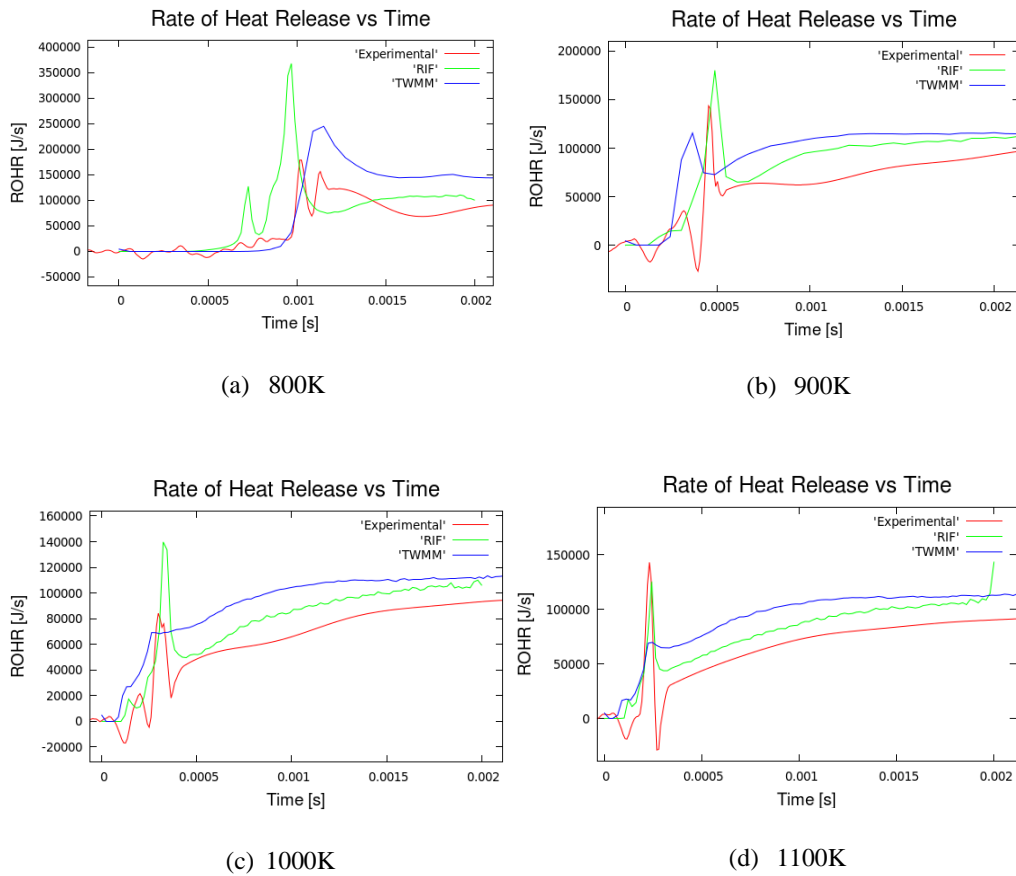 Rate of Heat Release vs Time
400000
350000
300000
250000
200000
150000
100000
50000
0
-50000
ROHR [J/s]
'Experimental'
'RIF'
'TWMM'
0
0.0005
0.001
0.0015
0.002
Time [s]
(a) 800K
Rate of Heat Release vs Time
200000
150000
100000
50000
0
ROHR [J/s]
'Experimental'
'RIF'
'TWMM'
0
0.0005
0.001
0.0015
0.002
Time [s]
(b) 900K
Rate of Heat Release vs Time
160000
140000
120000
100000
80000
60000
40000
20000
0
-20000
ROHR [J/s]
'Experimental'
'RIF'
'TWMM'
0
0.0005
0.001
0.0015
0.002
Time [s]
(c) 1000K
Rate of Heat Release vs Time
150000
100000
50000
0
ROHR [J/s]
'Experimental'
'RIF'
'TWMM'
0
0.0005
0.001
0.0015
0.002
Time [s]
(d) 1100K